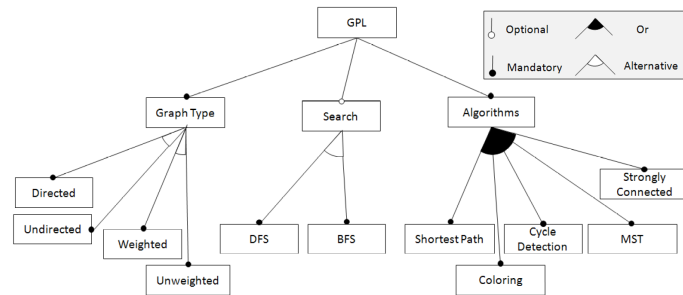 GPL
Optional
Or
Mandatory
Alternative
Graph Type
Search
Algorithms
Directed
Undirected
Weighted
Unweighted
DFS
BFS
Shortest Path
Coloring
Cycle
Detection
MST
Strongly
Connected